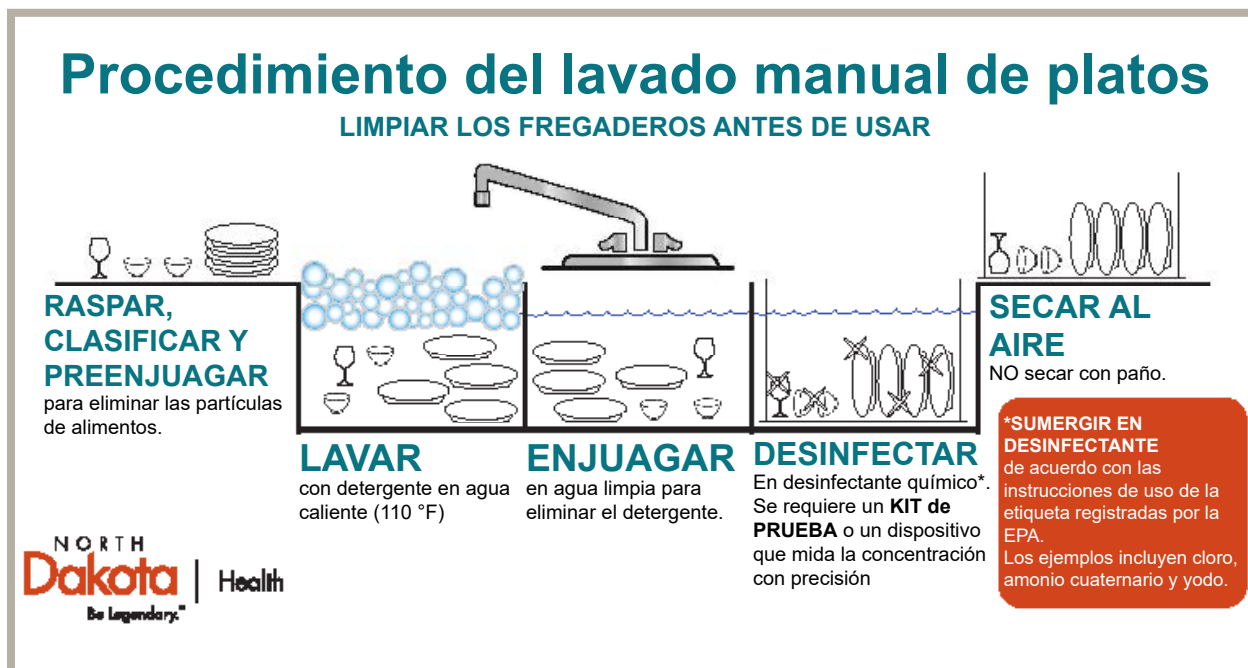 Procedimiento del lavado manual de platos
LIMPIAR LOS FREGADEROS ANTES DE USAR
RASPAR,
CLASIFICAR Y
PREENJUAGAR
para eliminar las partículas
de alimentos.
LAVAR
con detergente en agua
caliente (110 °F)
ENJUAGAR
en agua limpia para
eliminar el detergente.
DESINFECTAR
En desinfectante químico*.
Se requiere un KIT de
PRUEBA o un dispositivo
que mida la concentración
con precisión
SECAR AL
AIRE
NO secar con paño.
*SUMERGIR EN
DESINFECTANTE
de acuerdo con las
instrucciones de uso de la
etiqueta registradas por la
EPA.
Los ejemplos incluyen cloro,
amonio cuaternario y yodo.
NORTH
Dakota | Health
Be Legendary.™